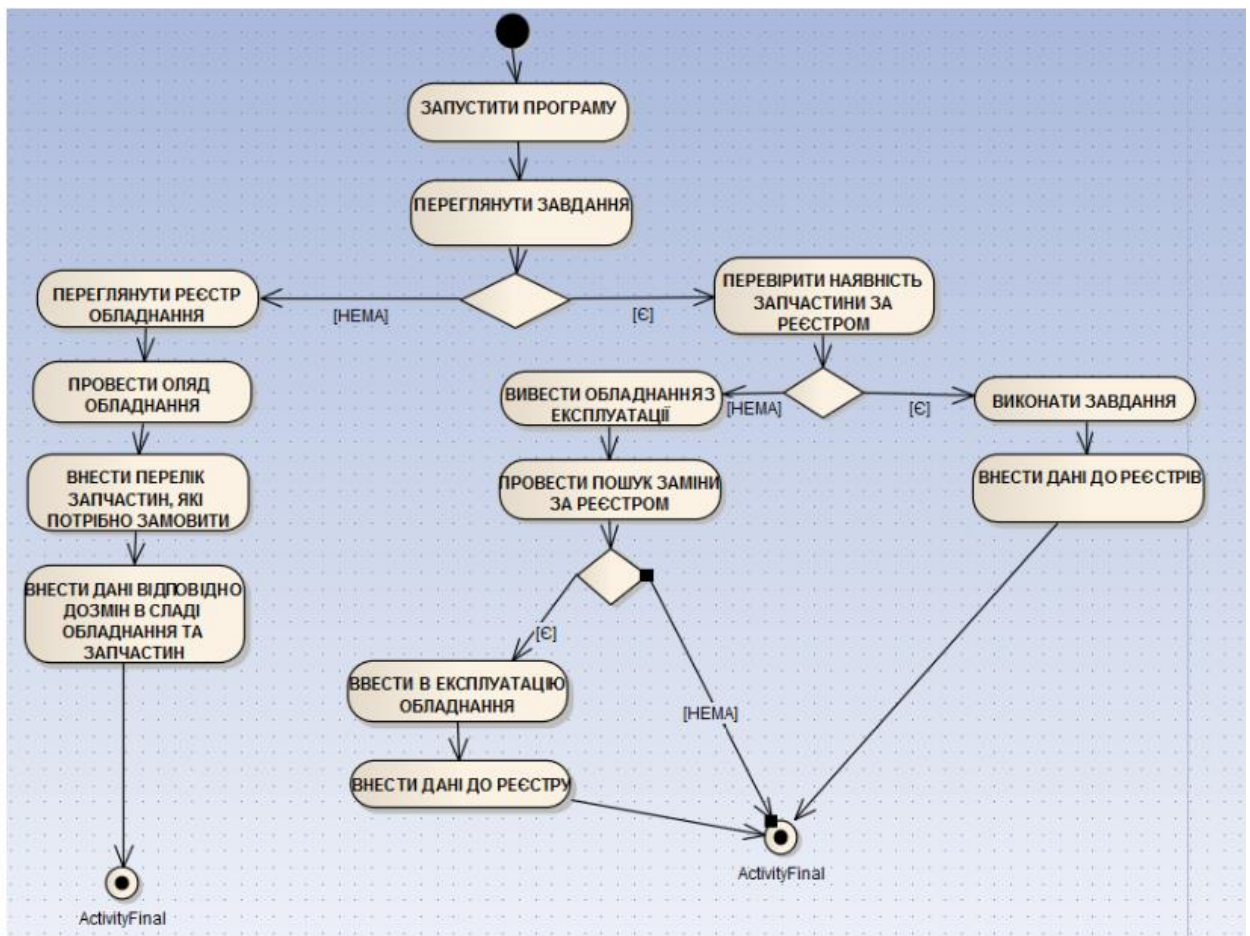 ЗАПУСТИТИ ПРОГРАМУ
ПЕРЕГЛЯНУТИ ЗАВДАННЯ
ПЕРЕГЛЯНУТИ РЕЄСТР
ОБЛАДНАННЯ
[НЕМА]
[Є]
ПЕРЕВІРИТИ НАЯВНІСТЬ
ЗАПЧАСТИНИ ЗА
РЕЄСТРОМ
ПРОВЕСТИ ОЛЯД
ОБЛАДНАННЯ
ВИВЕСТИ ОБЛАДНАННЯ З
ЕКСПЛУАТАЦІЇ
[НЕМА]
[Є]
ВИКОНАТИ ЗАВДАННЯ
ВНЕСТИ ПЕРЕЛІК
ЗАПЧАСТИН, ЯКІ
ПОТРІБНО ЗАМОВИТИ
ПРОВЕСТИ ПОШУК ЗАМІНИ
ЗА РЕЄСТРОМ
ВНЕСТИ ДАНІ ДО РЕЄСТРІВ
ВНЕСТИ ДАНІ ВІДПОВІДНО
ДОЗМІН В СЛАДІ
ОБЛАДНАННЯ ТА
ЗАПЧАСТИН
[Є]
[НЕМА]
ВВЕСТИ В ЕКСПЛУАТАЦІЮ
ОБЛАДНАННЯ
ВНЕСТИ ДАНІ ДО РЕЄСТРУ
ActivityFinal
ActivityFinal